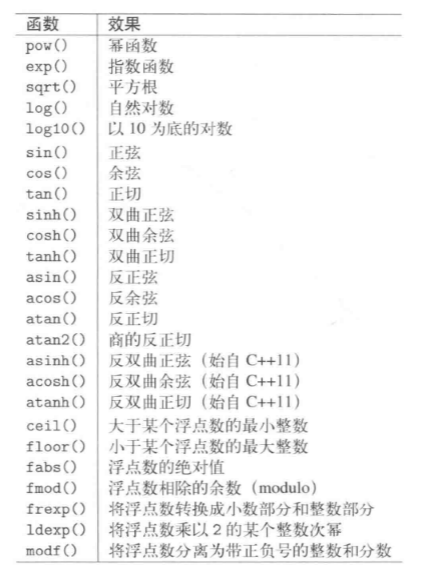 函数 效果
pow() 幂函数
exp() 指数函数
sqrt() 平方根
log() 自然对数
log10() 以 10 为底的对数
sin() 正弦
cos() 余弦
tan() 正切
sinh() 双曲正弦
cosh() 双曲余弦
tanh() 双曲正切
asin() 反正弦
acos() 反余弦
atan() 反正切
atan2() 商的反正切
asinh() 反双曲正弦（始自 C++11）
acosh() 反双曲余弦（始自 C++11）
atanh() 反双曲正切（始自 C++11）
ceil() 大于某个浮点数的最小整数
floor() 小于某个浮点数的最大整数
fabs() 浮点数的绝对值
fmod() 浮点数相除的余数（modulo）
frexp() 将浮点数转换成小数部分和整数部分
ldexp() 将浮点数乘以 2 的某个整数次幂
modf() 将浮点数分离为带正负号的整数和分数